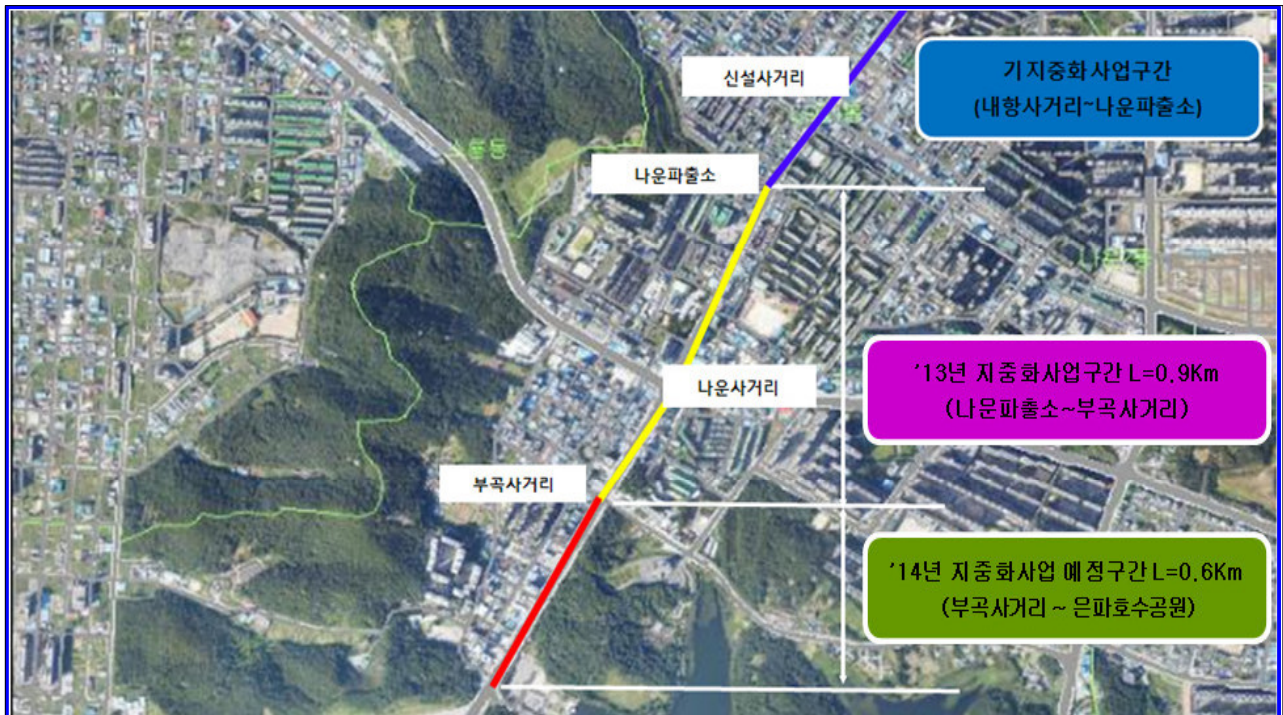 신설사거리
기 지중화 사업구간
(내항사거리~나운파출소)
나운파출소
'13년 지중화사업구간 L=0.9Km
(나운파출소~부곡사거리)
나운사거리
부곡사거리
'14년 지중화사업 예정구간 L=0.6Km
(부곡사거리 ~ 은파호수공원)